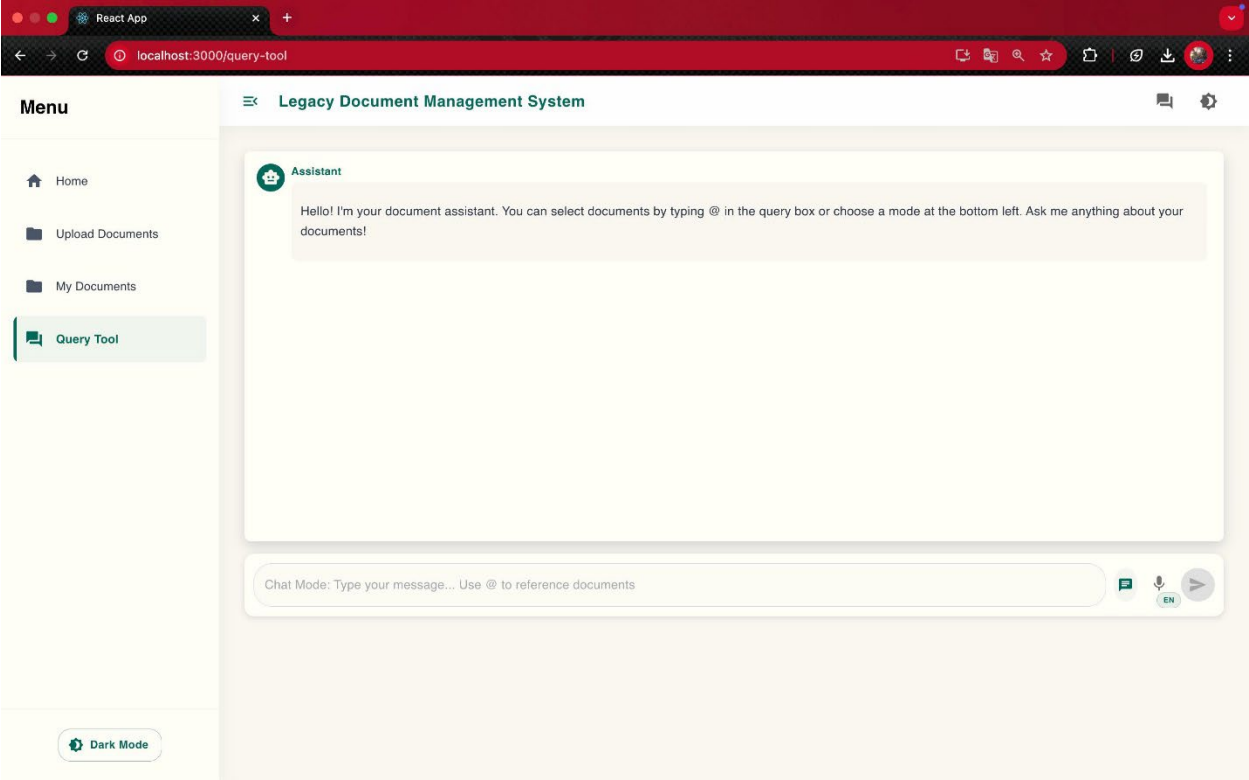 React App
localhost:3000/query-tool
Menu
Legacy Document Management System
Home
Upload Documents
My Documents
Query Tool
Assistant
Hello! I'm your document assistant. You can select documents by typing @ in the query box or choose a mode at the bottom left. Ask me anything about your
documents!
Chat Mode: Type your message... Use @ to reference documents
EN
Dark Mode